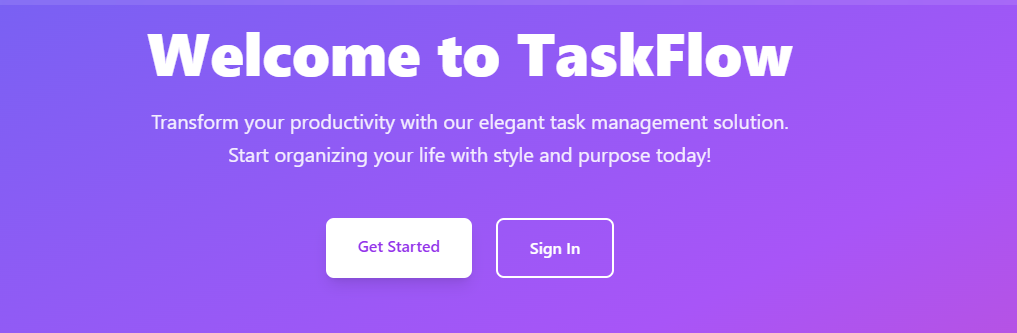 Welcome to TaskFlow
Transform your productivity with our elegant task management solution.
Start organizing your life with style and purpose today!
Get Started
Sign In